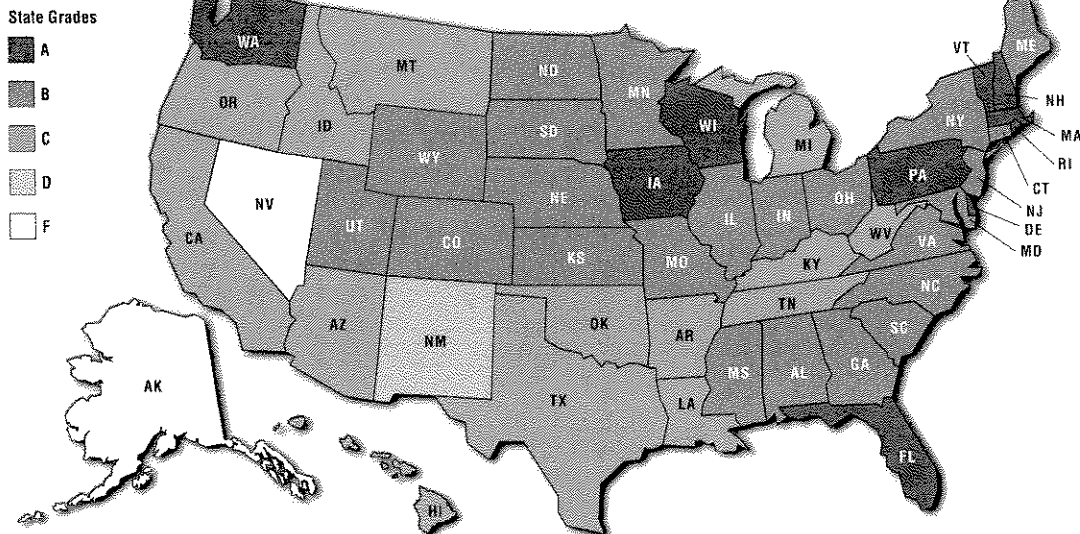 State Grades
A
B
C
D
F
WA
MT
ND
MN
VT
ME
OR
ID
SD
WI
NH
NY
MA
WY
MI
RI
IA
PA
CT
NV
NE
OH
NJ
UT
IL
IN
DE
CA
CO
WV
VA
MD
KS
MO
KY
NC
TN
AZ
OK
NM
AR
SC
AK
MS
AL
GA
TX
LA
FL
HI